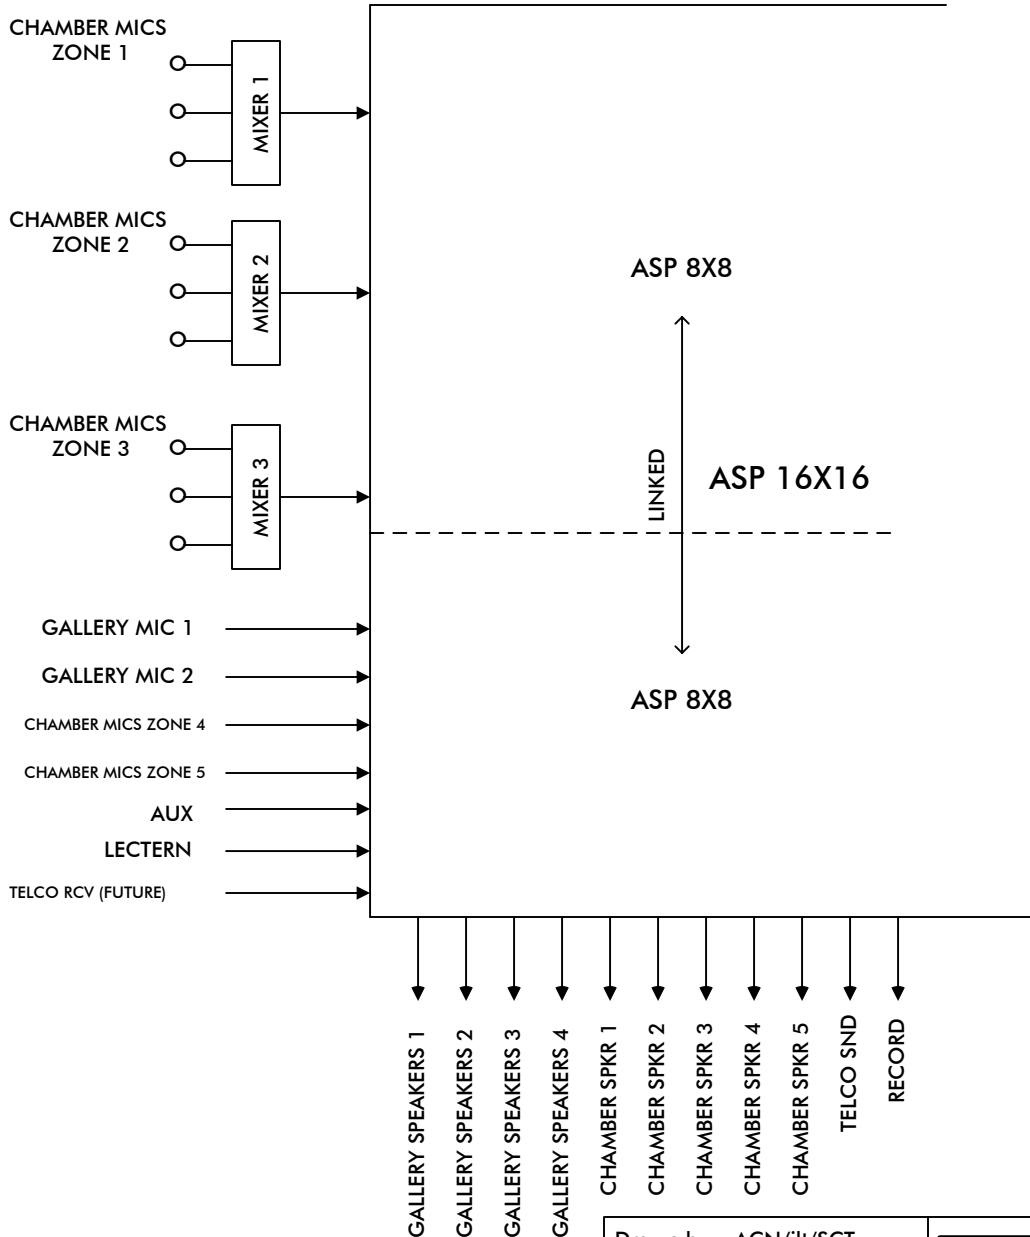 CHAMBER MICS
ZONE 1
MIXER 1
CHAMBER MICS
ZONE 2
MIXER 2
CHAMBER MICS
ZONE 3
MIXER 3
ASP 8X8
LINKED
ASP 16X16
ASP 8X8
GALLERY MIC 1
GALLERY MIC 2
CHAMBER MICS ZONE 4
CHAMBER MICS ZONE 5
AUX
LECTERN
TELCO RCV (FUTURE)
GALLERY SPEAKERS 1
GALLERY SPEAKERS 2
GALLERY SPEAKERS 3
GALLERY SPEAKERS 4
CHAMBER SPKR 1
CHAMBER SPKR 2
CHAMBER SPKR 3
CHAMBER SPKR 4
CHAMBER SPKR 5
TELCO SND
RECORD